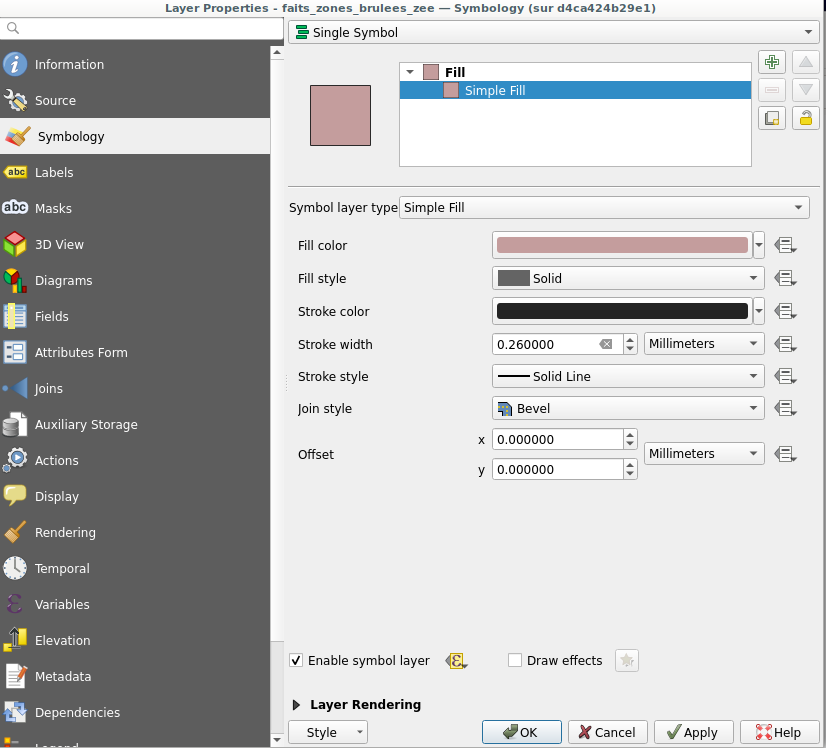 Layer Properties - faits_zones_brulees_zee — Symbology (sur d4ca424b29e1)
Single Symbol
Information
Source
Symbology
abc Labels
abc Masks
3D View
Diagrams
Fields
Attributes Form
Joins
Auxiliary Storage
Actions
Display
Rendering
Temporal
Variables
Elevation
Metadata
Dependencies
Legend
Fill
Simple Fill
Symbol layer type Simple Fill
Fill color
Fill style Solid
Stroke color
Stroke width 0.260000 Millimeters
Stroke style Solid Line
Join style Bevel
Offset x 0.000000 Millimeters
y 0.000000
Enable symbol layer Draw effects
Layer Rendering
Style OK Cancel Apply Help